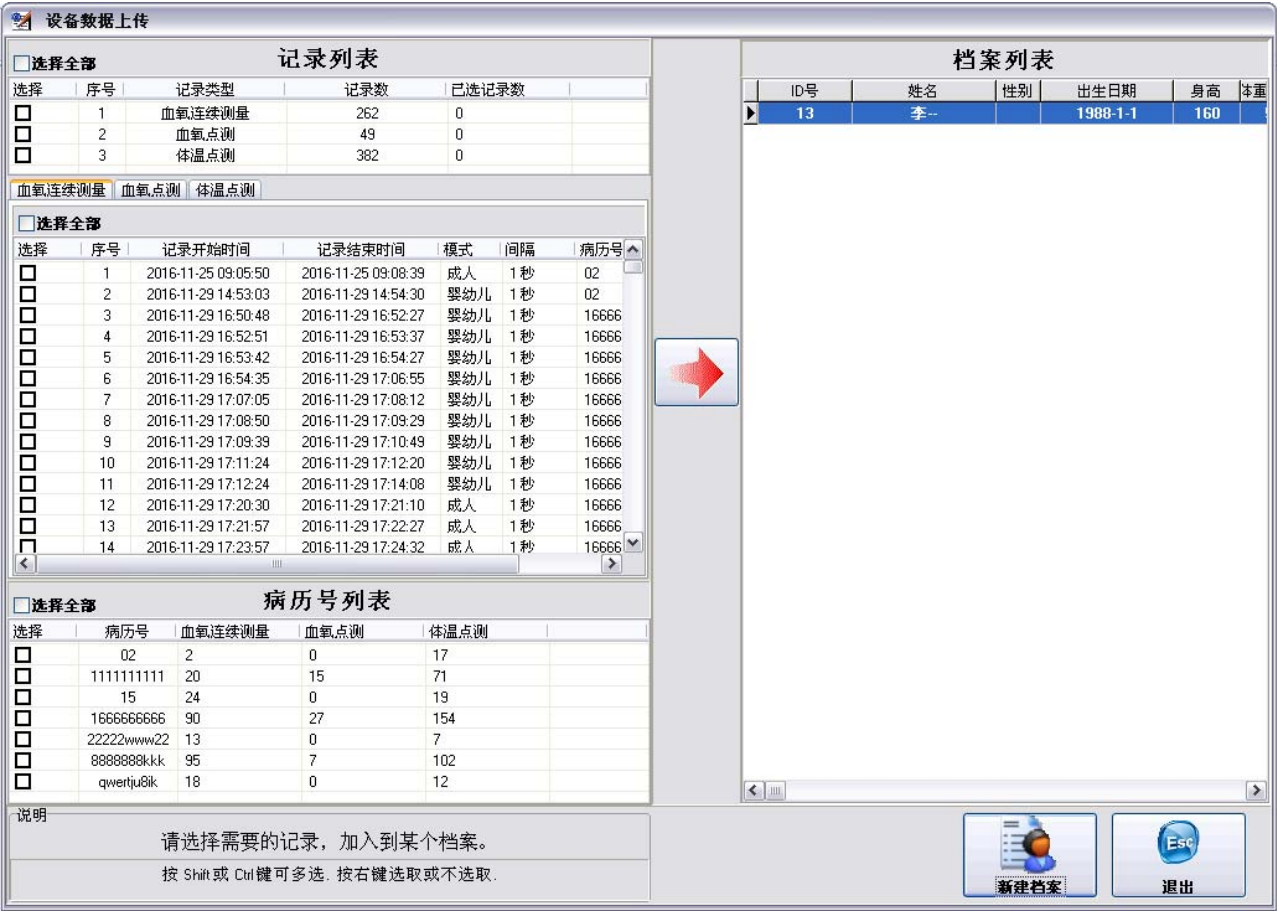 设备数据上传
选择全部 记录列表
选择 序号 记录类型 记录数 已选记录数
1 血氧连续测量 262 0
2 血氧点测 49 0
3 体温点测 382 0
血氧连续测量 血氧点测 体温点测
选择全部
选择 序号 记录开始时间 记录结束时间 模式 间隔 病历号
1 2016-11-25 09:05:50 2016-11-25 09:08:39 成人 1秒 02
2 2016-11-29 14:53:03 2016-11-29 14:54:30 婴幼儿 1秒 02
3 2016-11-29 16:50:48 2016-11-29 16:52:27 婴幼儿 1秒 16666
4 2016-11-29 16:52:51 2016-11-29 16:53:37 婴幼儿 1秒 16666
5 2016-11-29 16:53:42 2016-11-29 16:54:27 婴幼儿 1秒 16666
6 2016-11-29 16:54:35 2016-11-29 17:06:55 婴幼儿 1秒 16666
7 2016-11-29 17:07:05 2016-11-29 17:08:12 婴幼儿 1秒 16666
8 2016-11-29 17:08:50 2016-11-29 17:09:29 婴幼儿 1秒 16666
9 2016-11-29 17:09:39 2016-11-29 17:10:49 婴幼儿 1秒 16666
10 2016-11-29 17:11:24 2016-11-29 17:12:20 婴幼儿 1秒 16666
11 2016-11-29 17:12:24 2016-11-29 17:14:08 婴幼儿 1秒 16666
12 2016-11-29 17:20:30 2016-11-29 17:21:10 成人 1秒 16666
13 2016-11-29 17:21:57 2016-11-29 17:22:27 成人 1秒 16666
14 2016-11-29 17:23:57 2016-11-29 17:24:32 成人 1秒 16666
选择全部 病历号列表
选择 病历号 血氧连续测量 血氧点测 体温点测
02 2 0 17
1111111111 20 15 71
15 24 0 19
1666666666 90 27 154
22222www22 13 0 7
8888888kkk 95 7 102
qwertju8ik 18 0 12
说明
请选择需要的记录，加入到某个档案。
按 Shift 或 Ctrl 键可多选. 按右键选取或不选取.
档案列表
ID号 姓名 性别 出生日期 身高 体重
13 李-- 1988-1-1 160
新建档案
Esc
退出